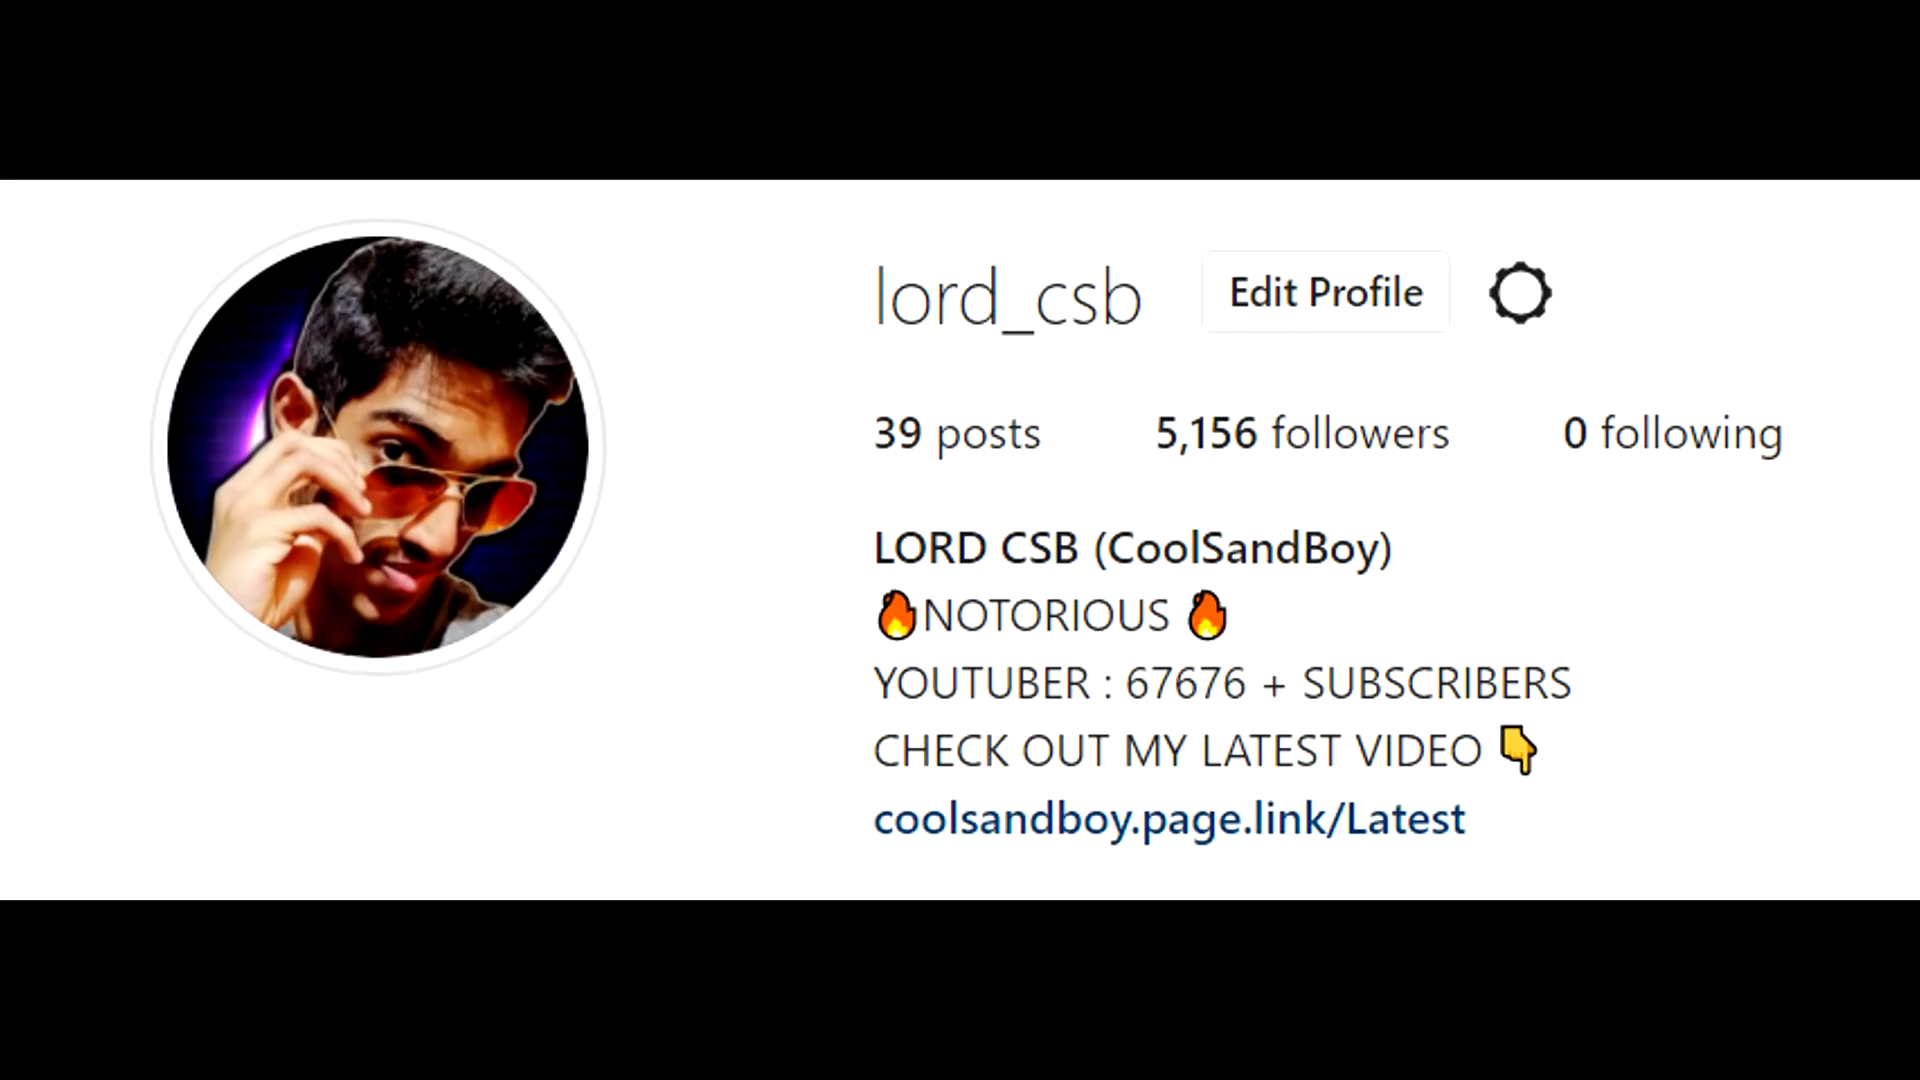 lord_csb Edit Profile
39 posts 5,156 followers 0 following
LORD CSB (CoolSandBoy)
🔥NOTORIOUS 🔥
YOUTUBER : 67676 + SUBSCRIBERS
CHECK OUT MY LATEST VIDEO 👇
coolsandboy.page.link/Latest